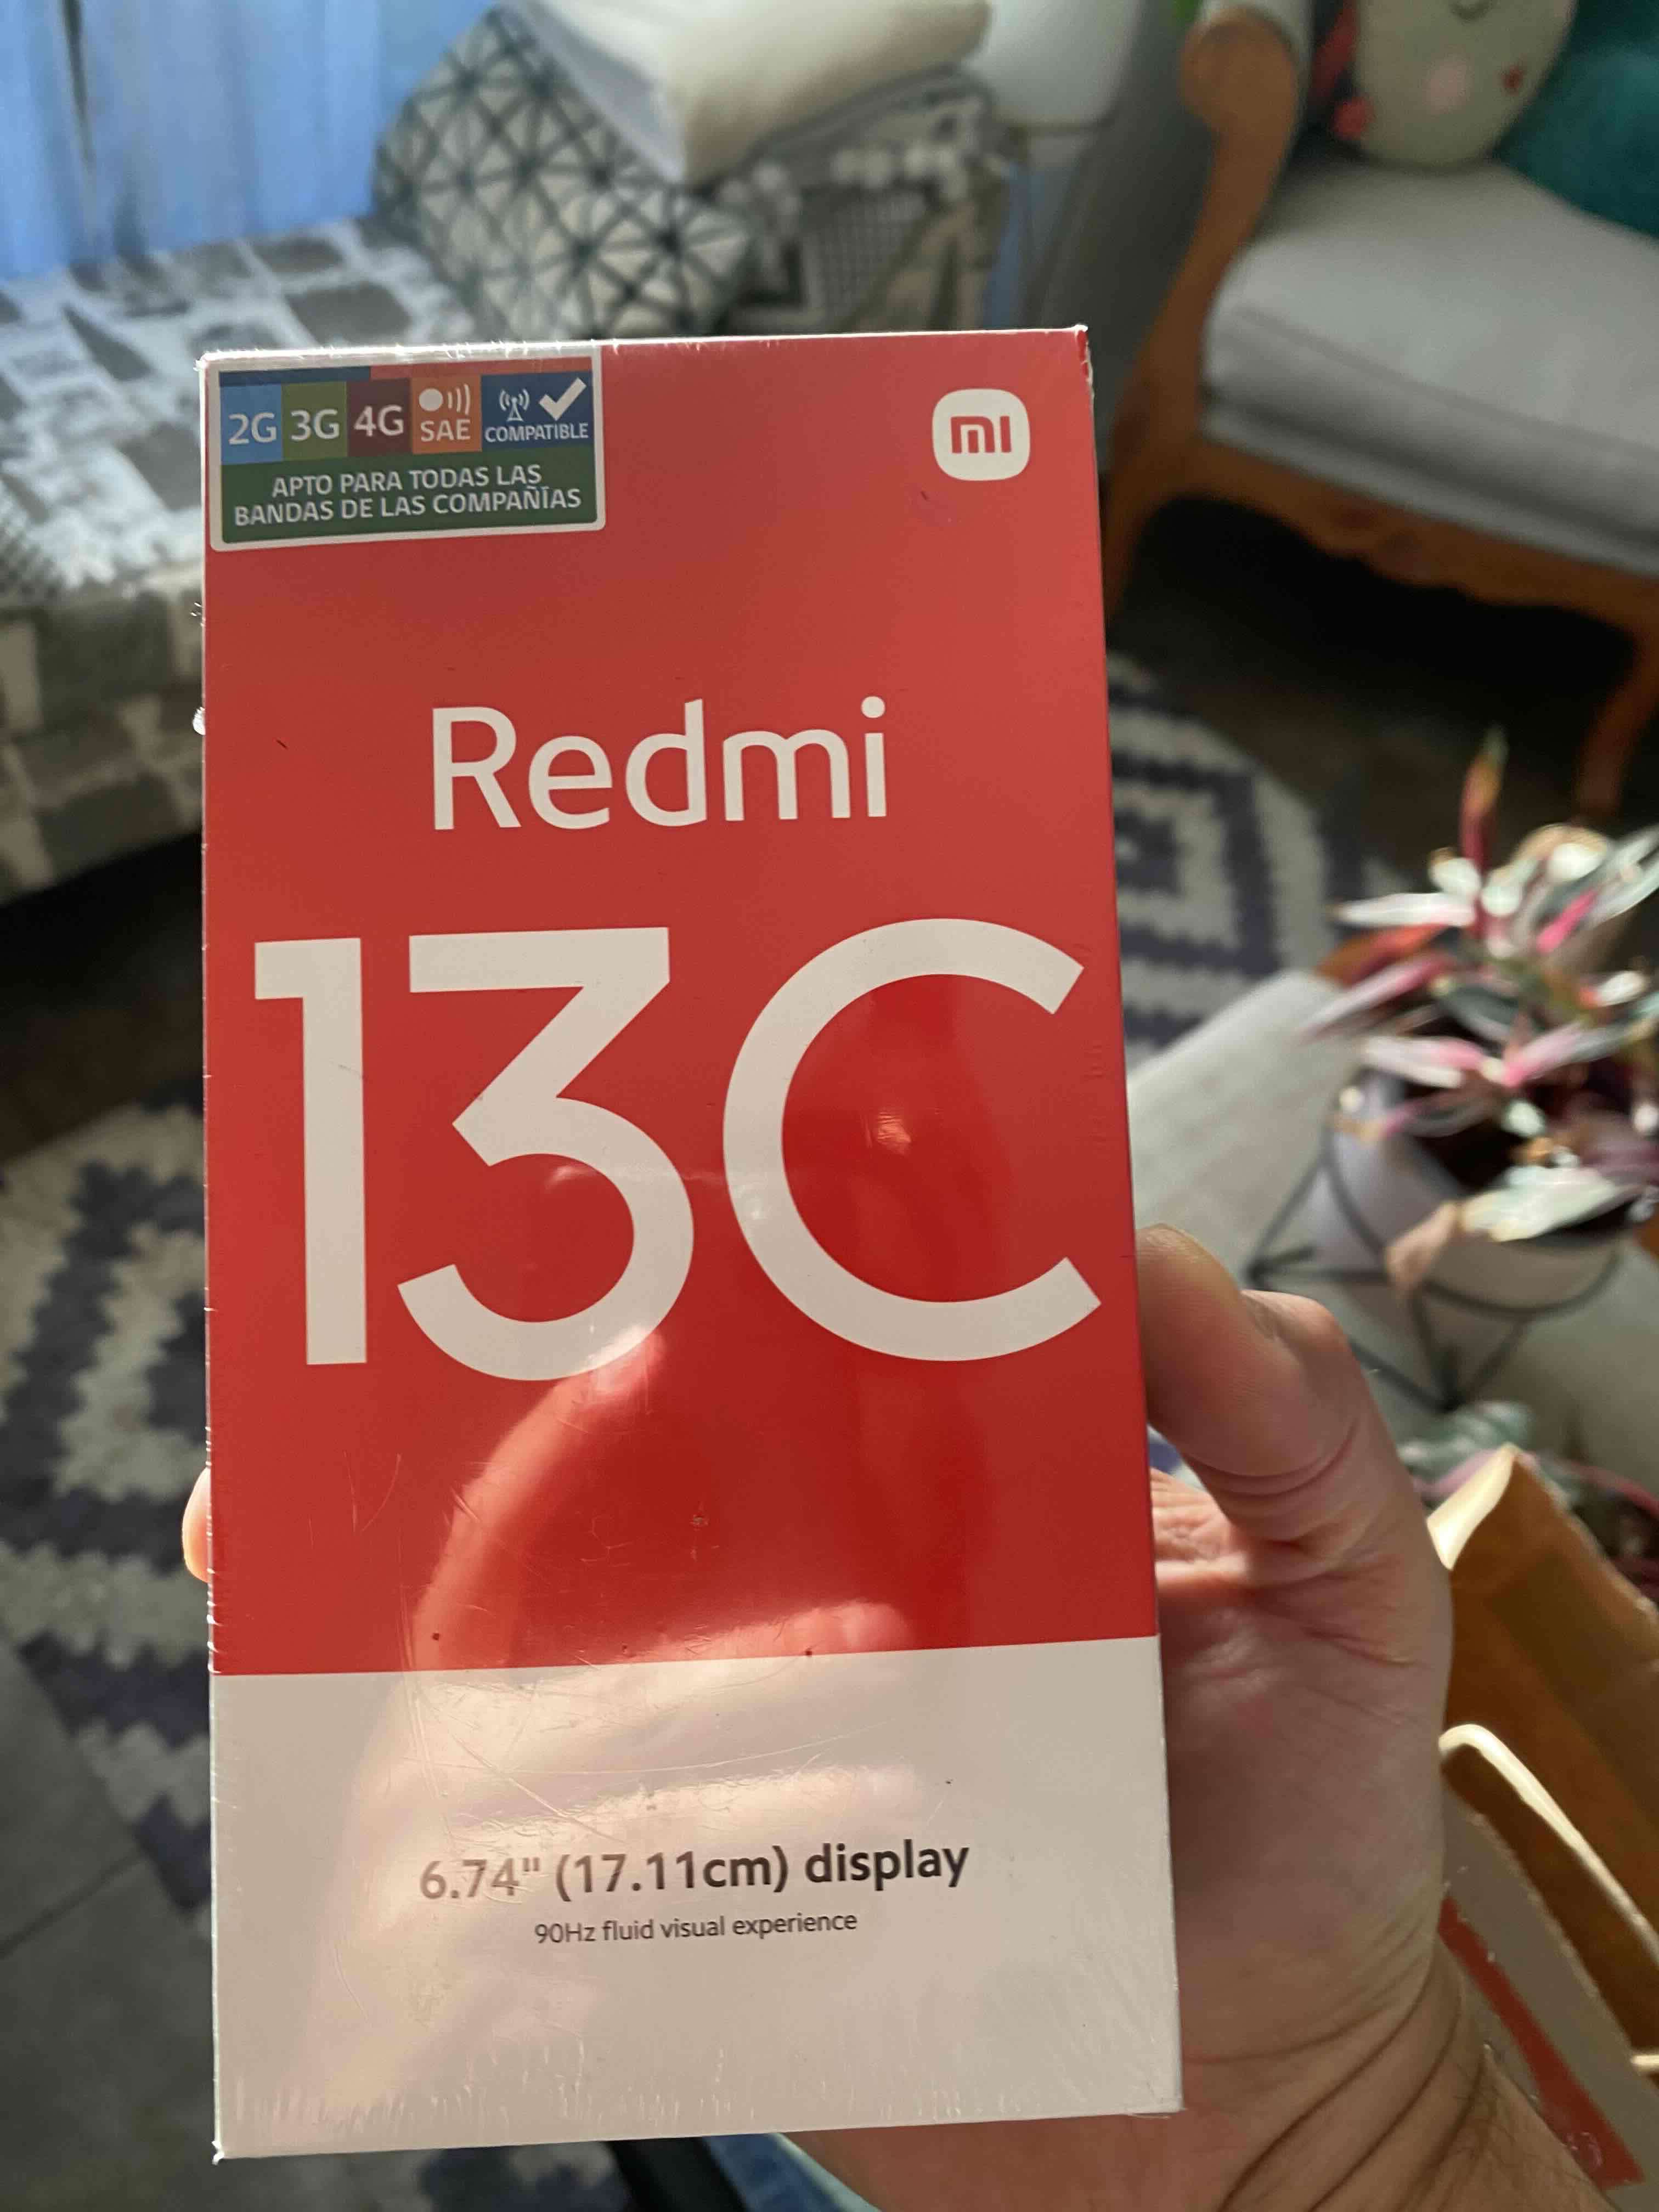 2G 3G 4G SAE COMPATIBLE
APTO PARA TODAS LAS
BANDAS DE LAS COMPAÑÍAS
mi
Redmi
13C
6.74" (17.11cm) display
90Hz fluid visual experience